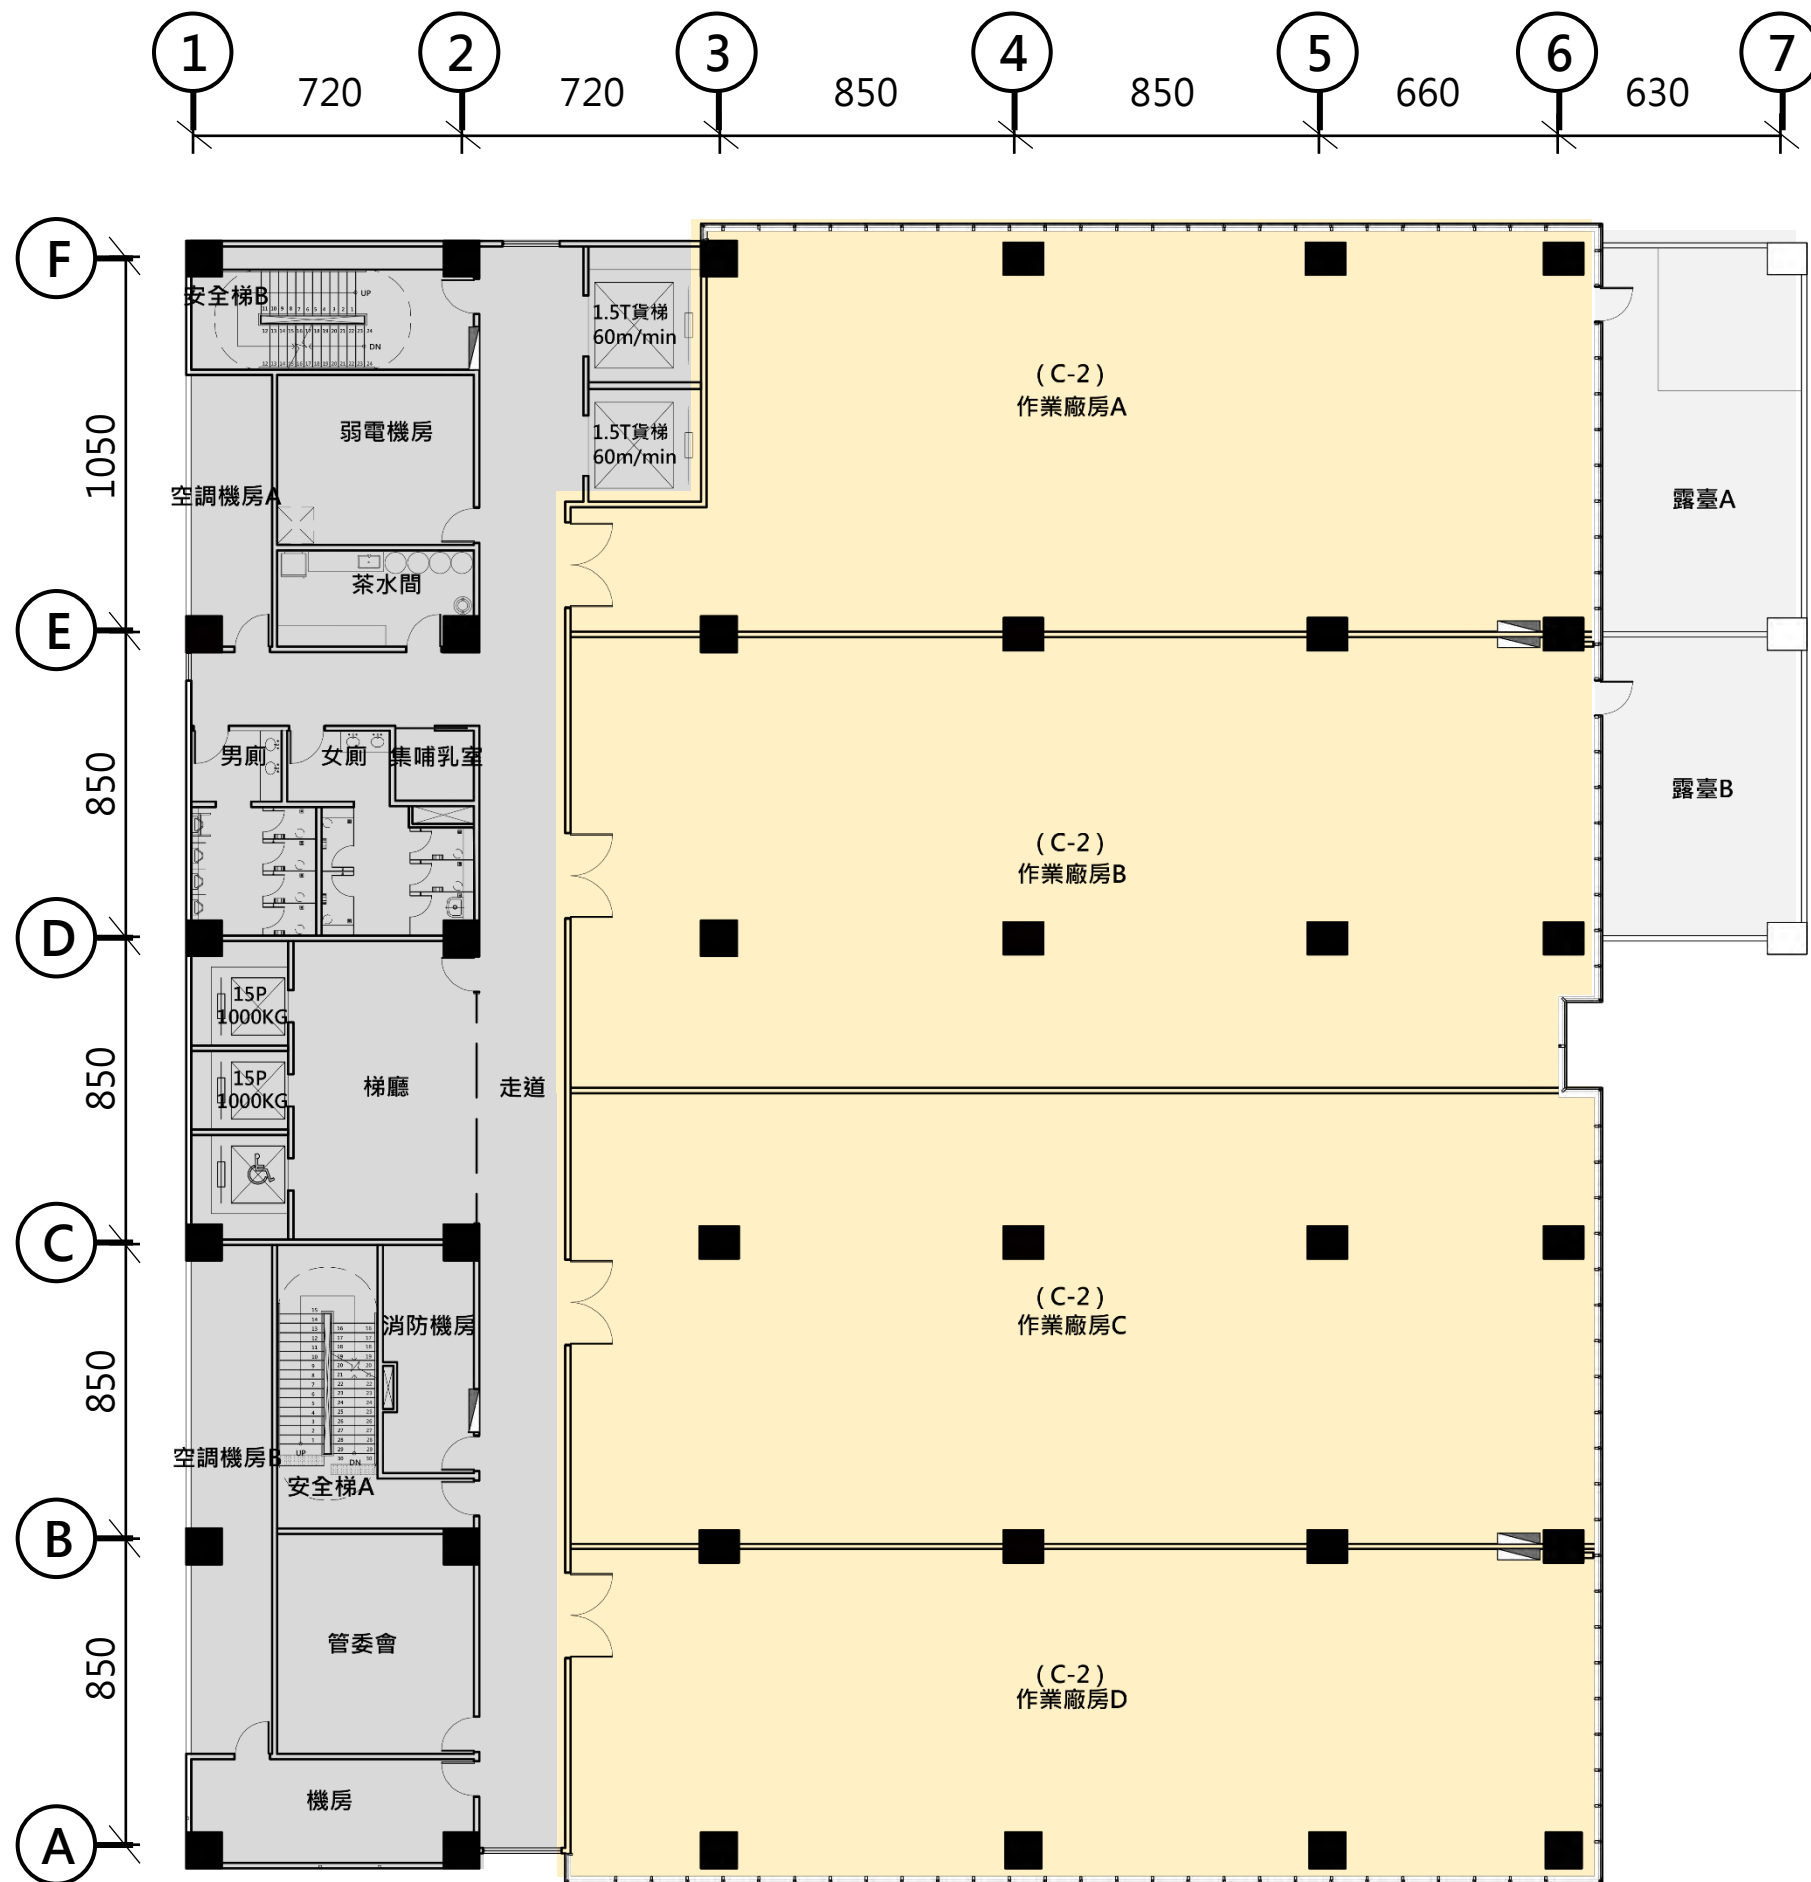 1 2 3 4 5 6 7
720 720 850 850 660 630
F
安全梯B
UP
DN
1.5T貨梯
60m/min
(C-2)
作業廠房A
弱電機房
1.5T貨梯
60m/min
1050
空調機房A
露臺A
茶水間
E
男廁 女廁 集哺乳室
850
露臺B
(C-2)
作業廠房B
D
15P
1000KG
15P
1000KG
850
梯廳 走道
C
(C-2)
作業廠房C
消防機房
850
UP
DN
空調機房B
安全梯A
B
管委會
850
(C-2)
作業廠房D
機房
A